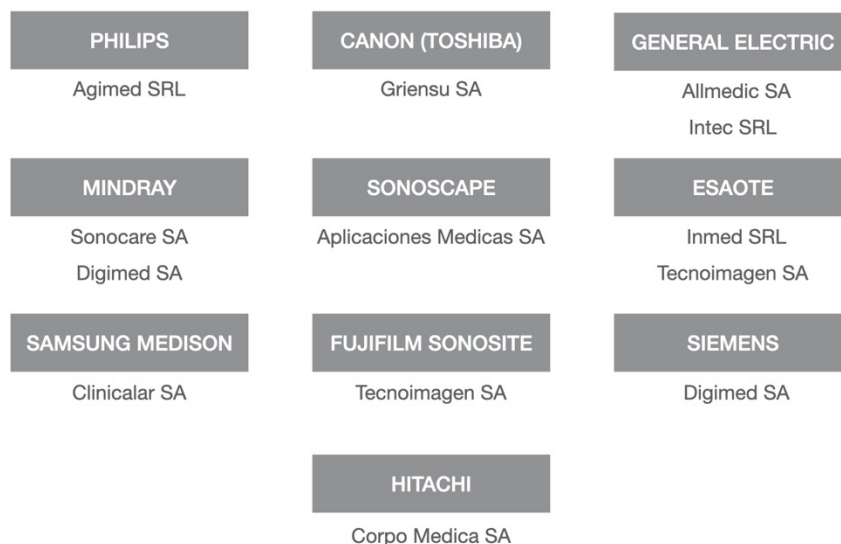 PHILIPS
Agimed SRL
CANON (TOSHIBA)
Griensu SA
GENERAL ELECTRIC
Allmedic SA
Intec SRL
MINDRAY
Sonocare SA
Digimed SA
SONOSCAPE
Aplicaciones Medicas SA
ESAOTE
Inmed SRL
Tecnoimagen SA
SAMSUNG MEDISON
Clinicalar SA
FUJIFILM SONOSITE
Tecnoimagen SA
SIEMENS
Digimed SA
HITACHI
Corpo Medica SA